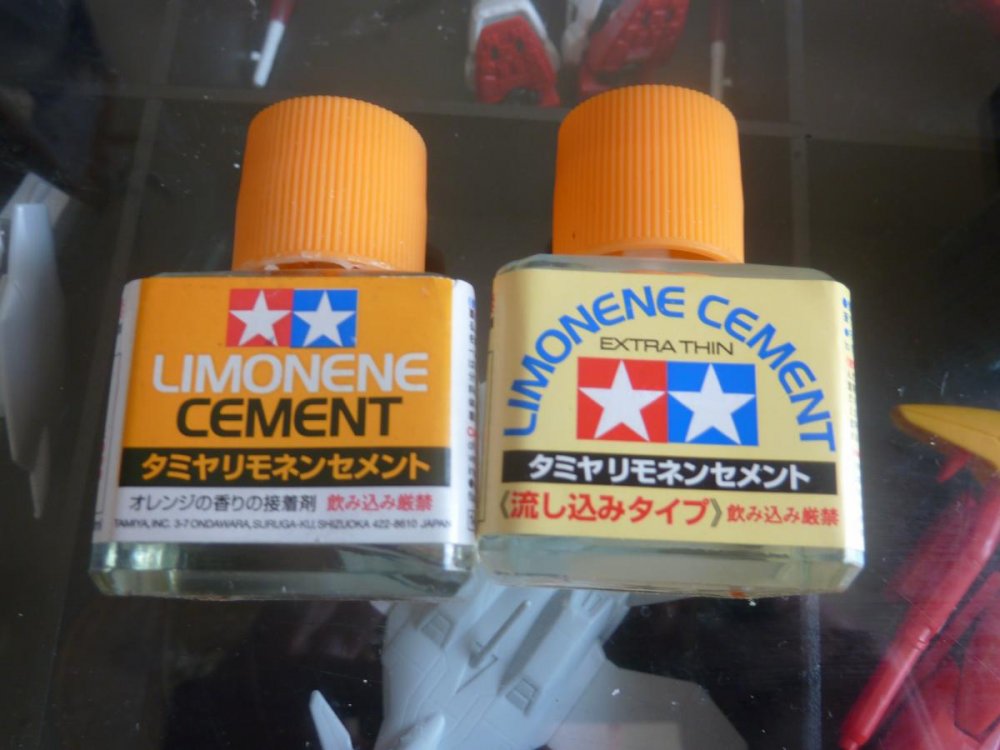 LIMONENE
CEMENT
タミヤリモネンセメント
オレンジの香りの接着剤 飲み込み厳禁
TAMIYA, INC. 3-7 ONDAWARA, SURUGA-KU, SHIZUOKA 422-8610 JAPAN
LIMONENE CEMENT
EXTRA THIN
タミヤリモネンセメント
《流し込みタイプ》飲み込み厳禁